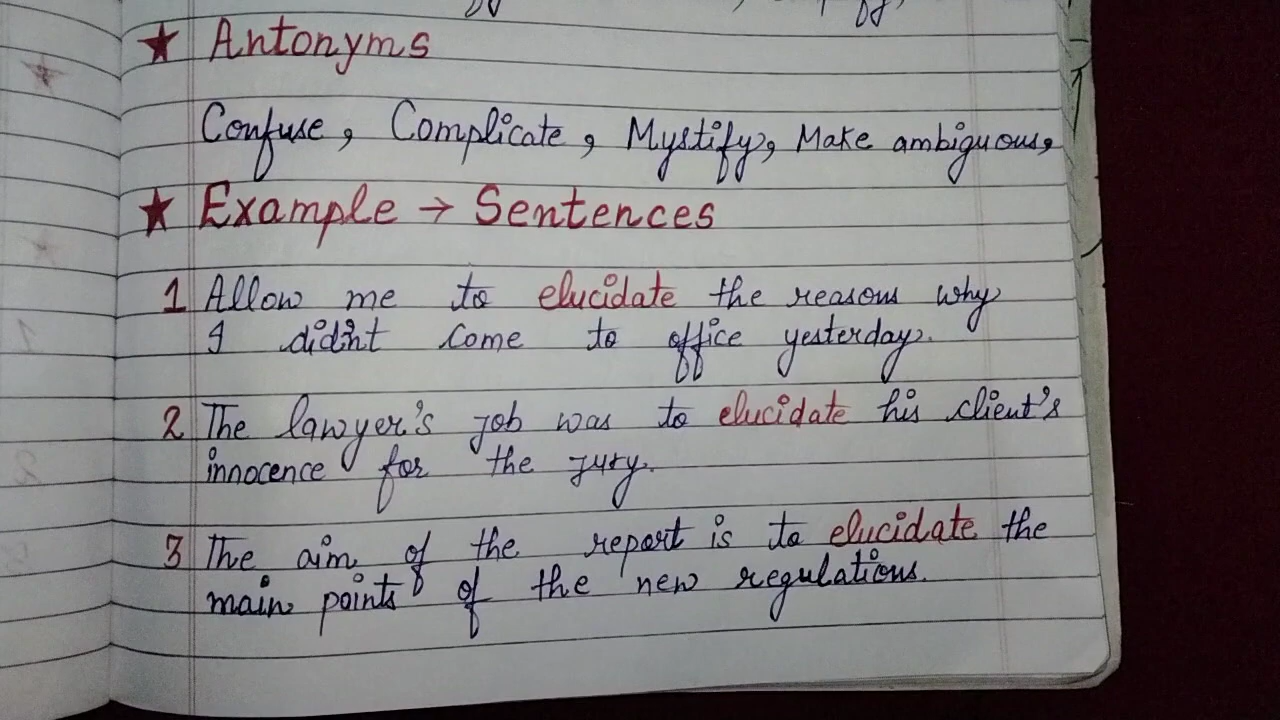 ★ Antonyms
Confuse, Complicate, Mystify, Make ambiguous,
★ Example → Sentences
1 Allow me to elucidate the reasons why
I didn't come to office yesterday.
2 The lawyer's job was to elucidate his client's
innocence for the jury.
3 The aim of the report is to elucidate the
main points of the new regulations.